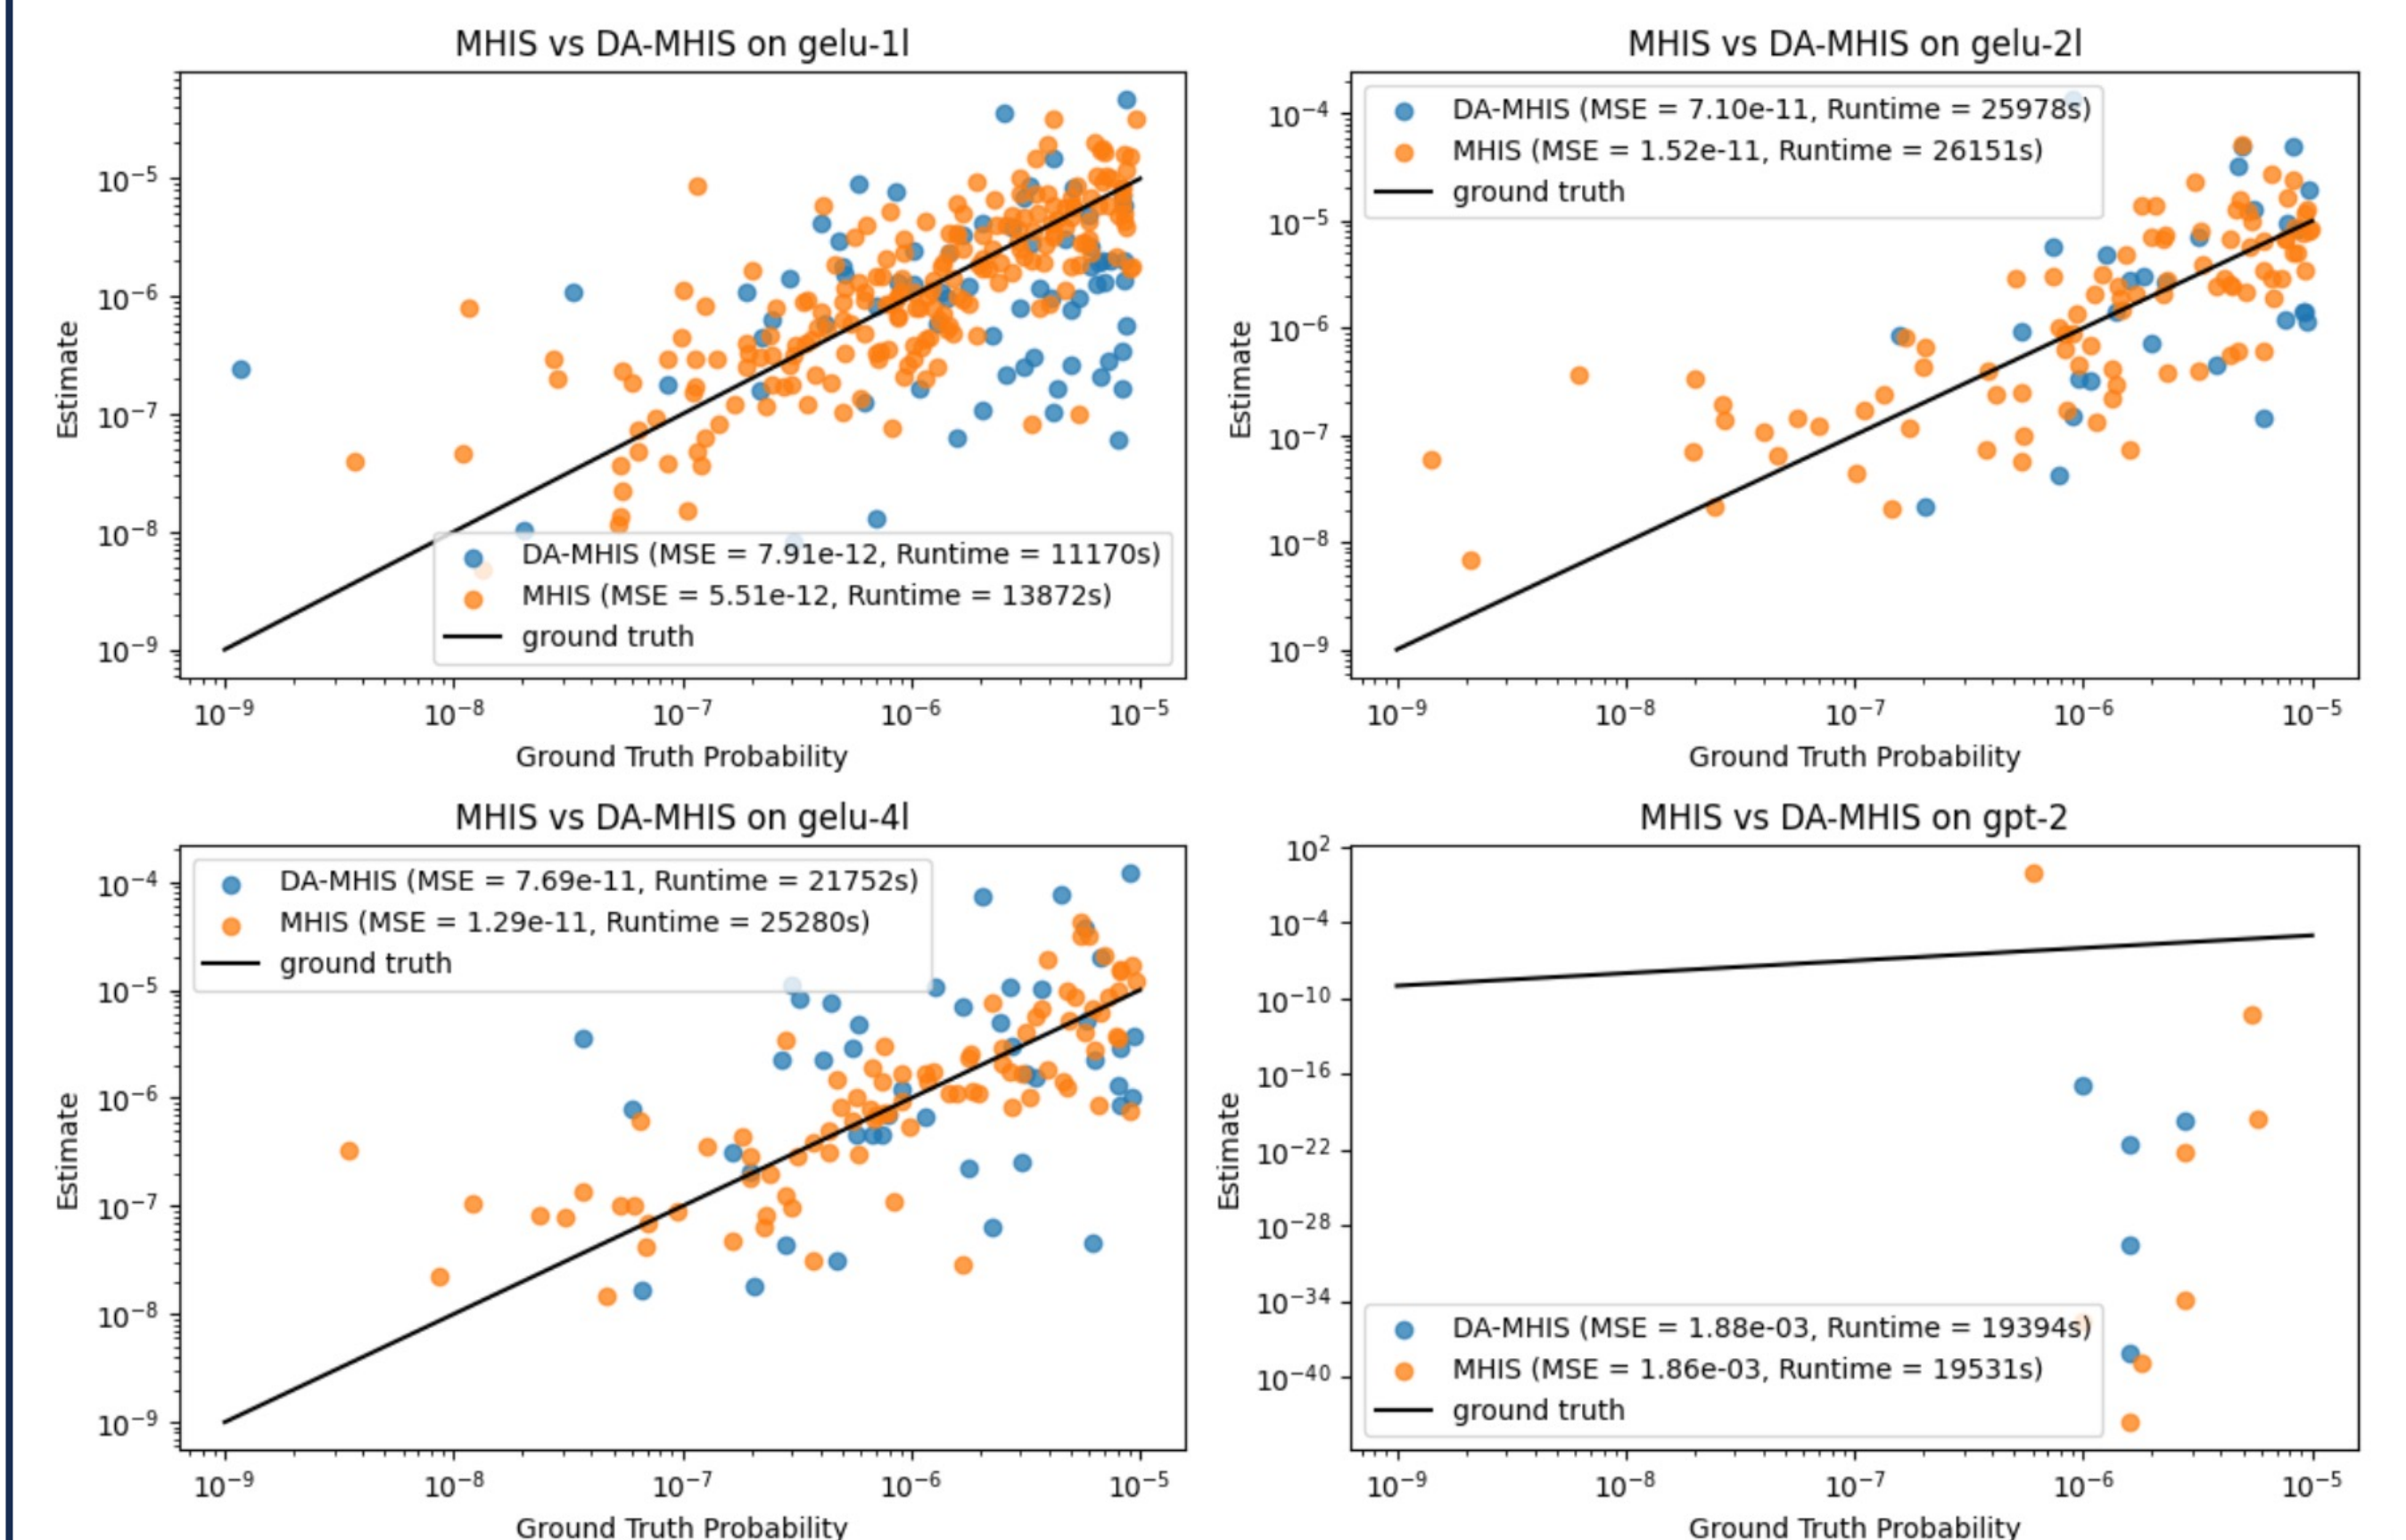 MHIS vs DA-MHIS on gelu-1l
Estimate
10⁻⁵
10⁻⁶
10⁻⁷
10⁻⁸
10⁻⁹
DA-MHIS (MSE = 7.91e-12, Runtime = 11170s)
MHIS (MSE = 5.51e-12, Runtime = 13872s)
ground truth
10⁻⁹ 10⁻⁸ 10⁻⁷ 10⁻⁶ 10⁻⁵
Ground Truth Probability
MHIS vs DA-MHIS on gelu-2l
Estimate
10⁻⁴
10⁻⁵
10⁻⁶
10⁻⁷
10⁻⁸
10⁻⁹
DA-MHIS (MSE = 7.10e-11, Runtime = 25978s)
MHIS (MSE = 1.52e-11, Runtime = 26151s)
ground truth
10⁻⁹ 10⁻⁸ 10⁻⁷ 10⁻⁶ 10⁻⁵
Ground Truth Probability
MHIS vs DA-MHIS on gelu-4l
Estimate
10⁻⁴
10⁻⁵
10⁻⁶
10⁻⁷
10⁻⁸
10⁻⁹
DA-MHIS (MSE = 7.69e-11, Runtime = 21752s)
MHIS (MSE = 1.29e-11, Runtime = 25280s)
ground truth
10⁻⁹ 10⁻⁸ 10⁻⁷ 10⁻⁶ 10⁻⁵
Ground Truth Probability
MHIS vs DA-MHIS on gpt-2
Estimate
10²
10⁻⁴
10⁻¹⁰
10⁻¹⁶
10⁻²²
10⁻²⁸
10⁻³⁴
10⁻⁴⁰
DA-MHIS (MSE = 1.88e-03, Runtime = 19394s)
MHIS (MSE = 1.86e-03, Runtime = 19531s)
ground truth
10⁻⁹ 10⁻⁸ 10⁻⁷ 10⁻⁶ 10⁻⁵
Ground Truth Probability